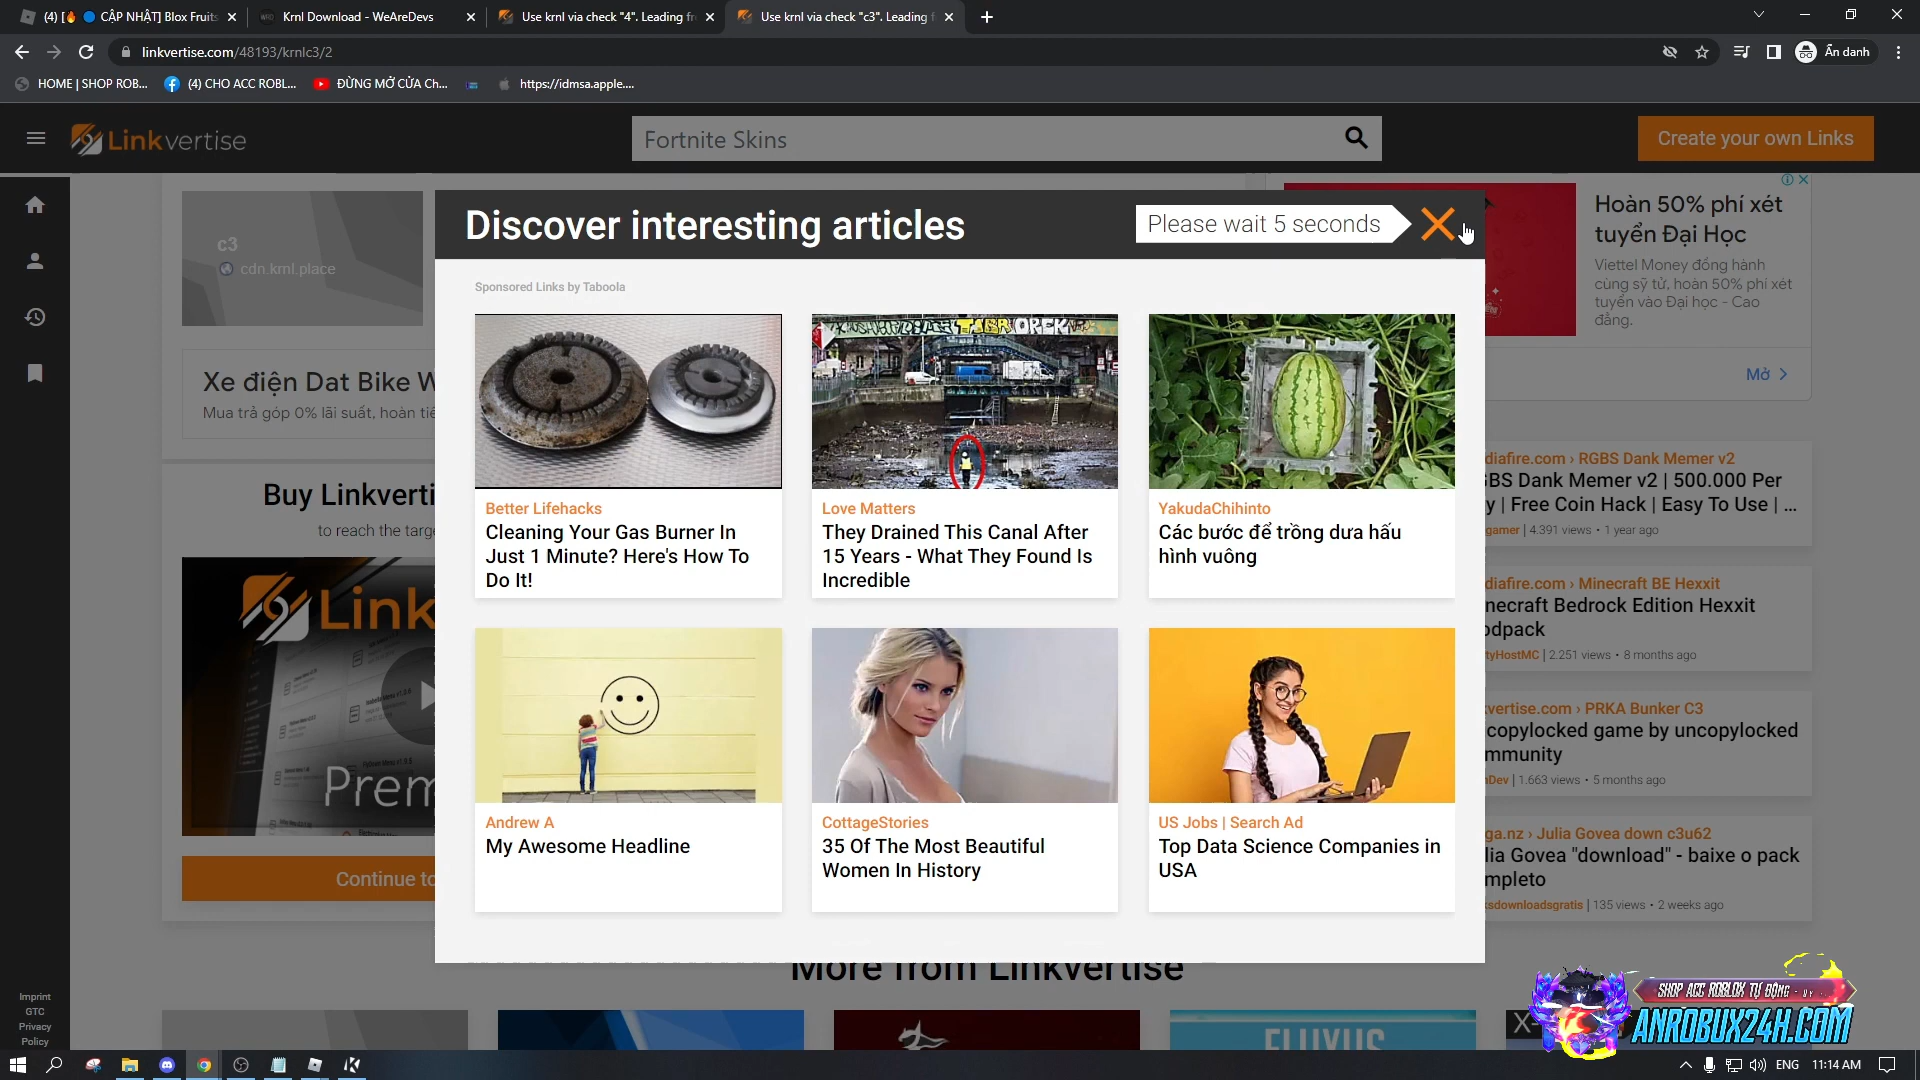 (4) [🔥 🔵 CẬP NHẬT] Blox Fruits
Krnl Download - WeAreDevs
Use krnl via check "4". Leading fr
Use krnl via check "c3". Leading f
linkvertise.com/48193/krnlc3/2
Ẩn danh
HOME | SHOP ROB...
(4) CHO ACC ROBL...
ĐỪNG MỞ CỬA Ch...
https://idmsa.apple....
Linkvertise
Fortnite Skins
Create your own Links
c3
cdn.krnl.place
Xe điện Dat Bike W
Mua trả góp 0% lãi suất, hoàn tiề
Buy Linkverti
to reach the targe
Link
Prem
Continue to
Discover interesting articles
Please wait 5 seconds
Sponsored Links by Taboola
Better Lifehacks
Cleaning Your Gas Burner In
Just 1 Minute? Here's How To
Do It!
Love Matters
They Drained This Canal After
15 Years - What They Found Is
Incredible
YakudaChihinto
Các bước để trồng dưa hấu
hình vuông
Andrew A
My Awesome Headline
CottageStories
35 Of The Most Beautiful
Women In History
US Jobs | Search Ad
Top Data Science Companies in
USA
Hoàn 50% phí xét
tuyển Đại Học
Viettel Money đồng hành
cùng sỹ tử, hoàn 50% phí xét
tuyển vào Đại học - Cao
đẳng.
Mở
diafire.com › RGBS Dank Memer v2
BS Dank Memer v2 | 500.000 Per
y | Free Coin Hack | Easy To Use | ...
gamer | 4.391 views • 1 year ago
diafire.com › Minecraft BE Hexxit
necraft Bedrock Edition Hexxit
odpack
tyHostMC | 2.251 views • 8 months ago
vertise.com › PRKA Bunker C3
copylocked game by uncopylocked
mmunity
nDev | 1.663 views • 5 months ago
ga.nz › Julia Govea down c3u62
lia Govea "download" - baixe o pack
mpleto
ksdownloadsgratis | 135 views • 2 weeks ago
More from Linkvertise
FLUXUS
X-
Imprint
GTC
Privacy
Policy
SHOP ACC ROBLOX TỰ ĐỘNG -
ANROBUX24H.COM
ENG
11:14 AM